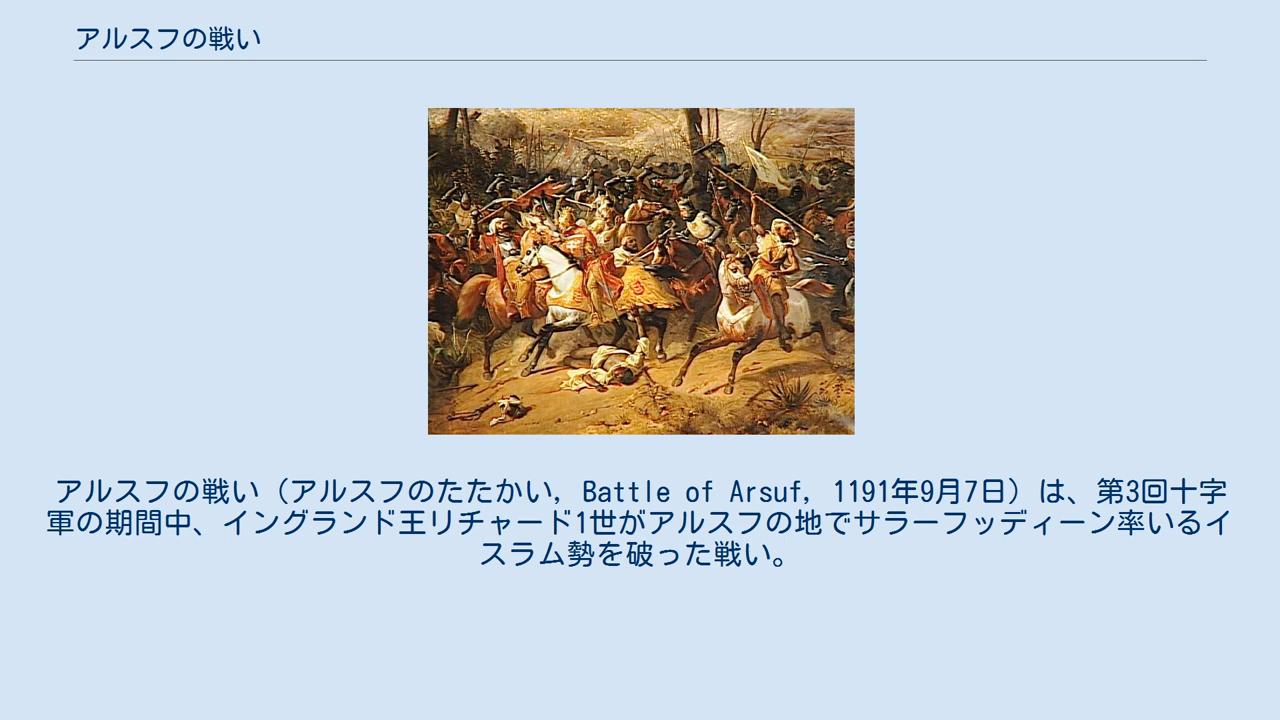 アルスフの戦い
アルスフの戦い（アルスフのたたかい, Battle of Arsuf, 1191年9月7日）は、第3回十字
軍の期間中、イングランド王リチャード1世がアルスフの地でサラーフッディーン率いるイ
スラム勢を破った戦い。